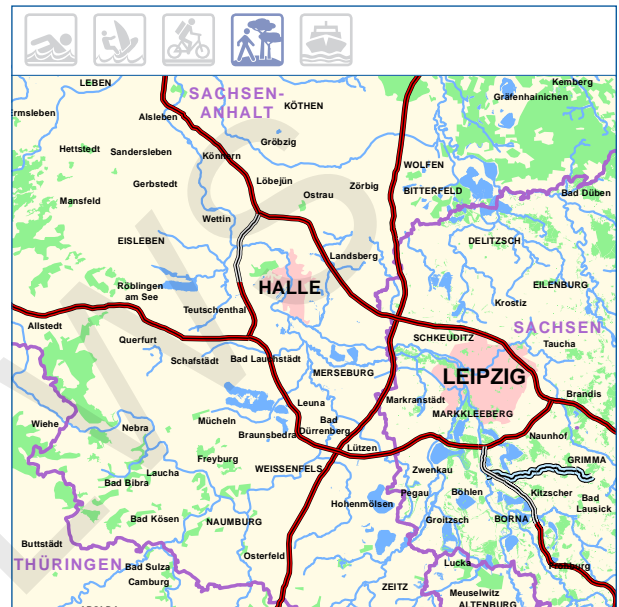 LEBEN
Kemberg
SACHSEN-
ANHALT
Gräfenhainichen
KÖTHEN
Ermsleben
Alsleben
Gröbzig
Hettstedt
Sandersleben
Könnern
WOLFEN
Gerbstedt
Löbejün
Zörbig
BITTERFELD
Bad Düben
Mansfeld
Ostrau
Wettin
EISLEBEN
DELITZSCH
Landsberg
Röblingen
am See
HALLE
EILENBURG
Krostiz
Teutschenthal
Allstedt
SACHSEN
Querfurt
SCHKEUDITZ
Taucha
Schafstädt
Bad Lauchstädt
MERSEBURG
LEIPZIG
Brandis
Leuna
Markranstädt
MARKKLEEBERG
Wiehe
Nebra
Mücheln
Bad
Dürrenberg
Braunsbedra
Naunhof
Lützen
Freyburg
WEISSENFELS
Zwenkau
GRIMMA
Laucha
Bad Bibra
Pegau
Böhlen
Kitzscher
Bad
Lausick
Hohenmölsen
Bad Kösen
NAUMBURG
Groitzsch
BORNA
Buttstädt
Osterfeld
THÜRINGEN
Bad Sulza
Lucka
Frohburg
Camburg
ZEITZ
Meuselwitz
ALTENBURG